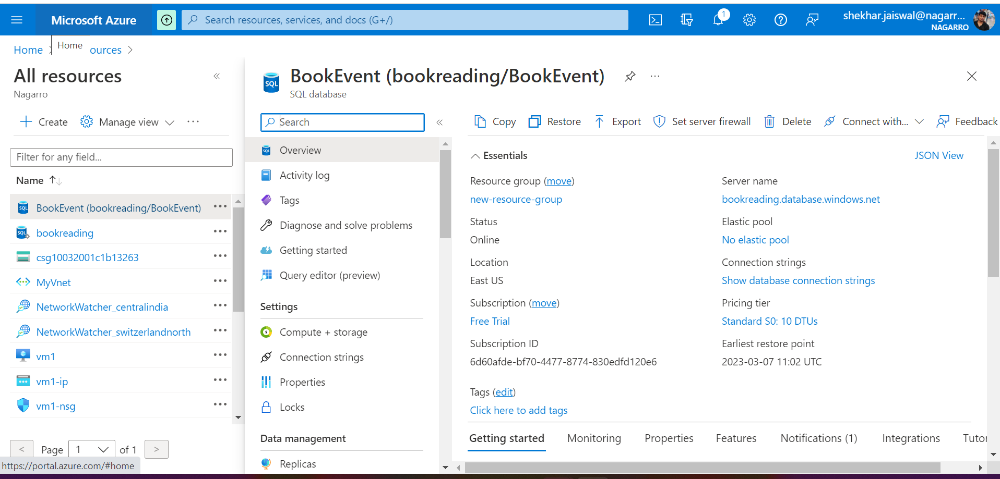 Microsoft Azure
Search resources, services, and docs (G+/)
1
shekhar.jaiswal@nagarr...
NAGARRO
Home
Home
ources
All resources
Nagarro
Create
Manage view
Filter for any field...
Name
BookEvent (bookreading/BookEvent)
bookreading
csg10032001c1b13263
MyVnet
NetworkWatcher_centralindia
NetworkWatcher_switzerlandnorth
vm1
vm1-ip
vm1-nsg
< Page 1 of 1 >
https://portal.azure.com/#home
SQL
BookEvent (bookreading/BookEvent)
SQL database
Search
Overview
Activity log
Tags
Diagnose and solve problems
Getting started
Query editor (preview)
Settings
Compute + storage
Connection strings
Properties
Locks
Data management
Replicas
Copy
Restore
Export
Set server firewall
Delete
Connect with...
Feedback
Essentials
JSON View
Resource group (move)
new-resource-group
Status
Online
Location
East US
Subscription (move)
Free Trial
Subscription ID
6d60afde-bf70-4477-8774-830edfd120e6
Server name
bookreading.database.windows.net
Elastic pool
No elastic pool
Connection strings
Show database connection strings
Pricing tier
Standard S0: 10 DTUs
Earliest restore point
2023-03-07 11:02 UTC
Tags (edit)
Click here to add tags
Getting started
Monitoring
Properties
Features
Notifications (1)
Integrations
Tutor